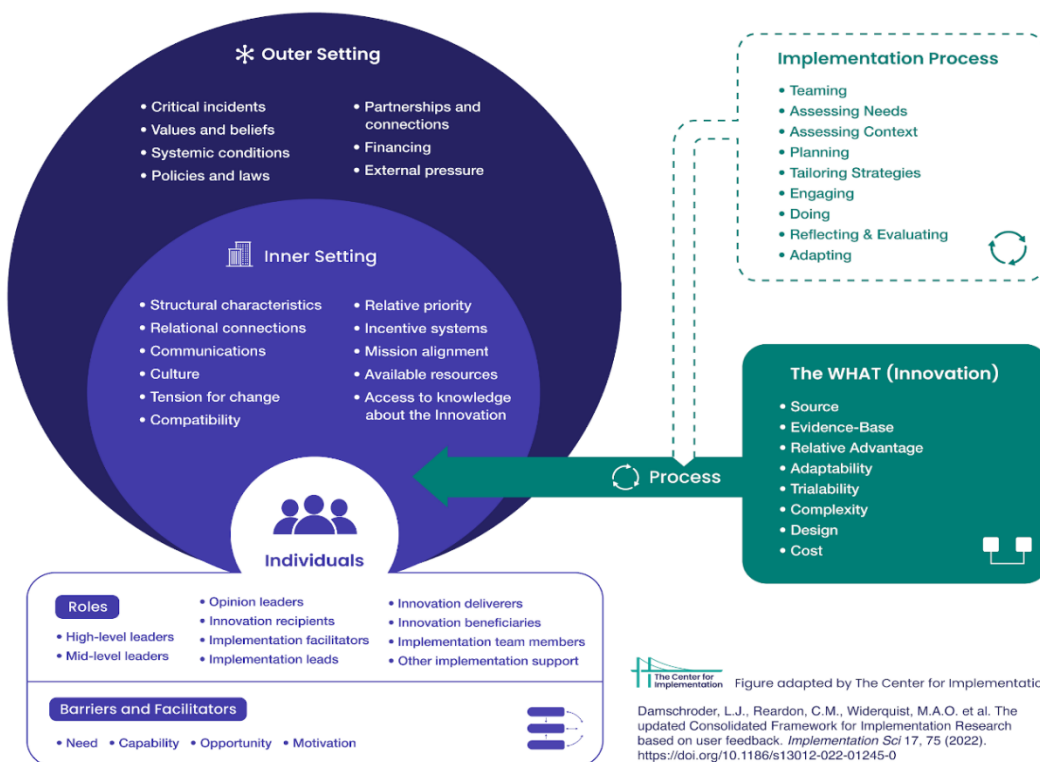 Outer Setting
• Critical incidents
• Values and beliefs
• Systemic conditions
• Policies and laws
• Partnerships and
connections
• Financing
• External pressure
Inner Setting
• Structural characteristics
• Relational connections
• Communications
• Culture
• Tension for change
• Compatibility
• Relative priority
• Incentive systems
• Mission alignment
• Available resources
• Access to knowledge
about the Innovation
Individuals
Roles
• High-level leaders
• Mid-level leaders
• Opinion leaders
• Innovation recipients
• Implementation facilitators
• Implementation leads
• Innovation deliverers
• Innovation beneficiaries
• Implementation team members
• Other implementation support
Barriers and Facilitators
• Need • Capability • Opportunity • Motivation
Implementation Process
• Teaming
• Assessing Needs
• Assessing Context
• Planning
• Tailoring Strategies
• Engaging
• Doing
• Reflecting & Evaluating
• Adapting
Process
The WHAT (Innovation)
• Source
• Evidence-Base
• Relative Advantage
• Adaptability
• Trialability
• Complexity
• Design
• Cost
The Center for
Implementation
Figure adapted by The Center for Implementatio
Damschroder, L.J., Reardon, C.M., Widerquist, M.A.O. et al. The
updated Consolidated Framework for Implementation Research
based on user feedback. Implementation Sci 17, 75 (2022).
https://doi.org/10.1186/s13012-022-01245-0